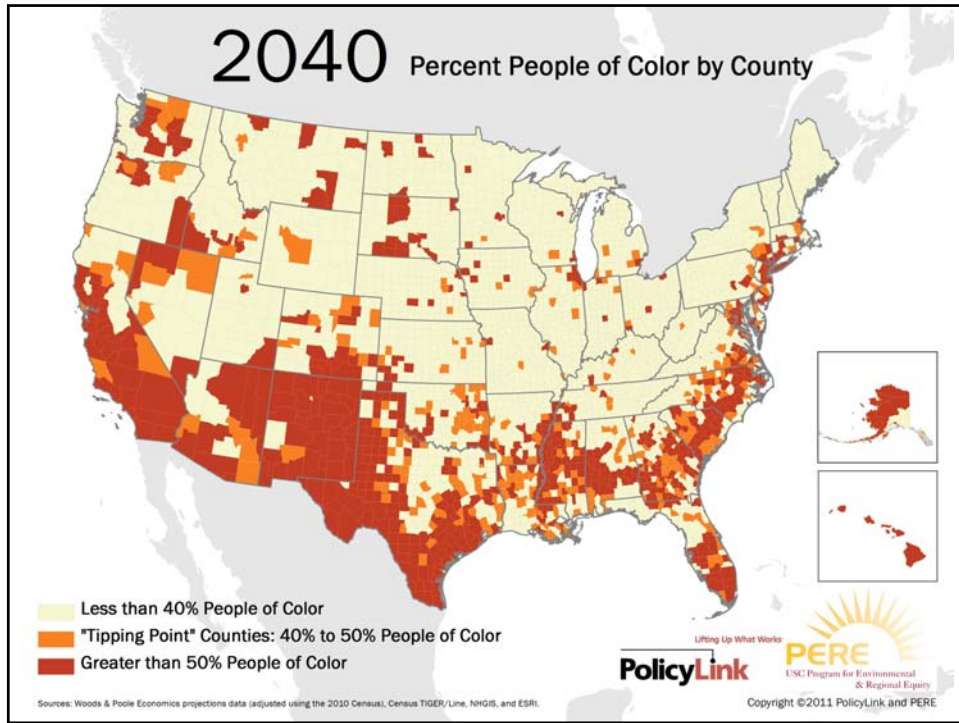 2040 Percent People of Color by County
Less than 40% People of Color
"Tipping Point" Counties: 40% to 50% People of Color
Greater than 50% People of Color
Lifting Up What Works
PolicyLink
PERE
USC Program for Environmental
& Regional Equity
Sources: Woods & Poole Economics projections data (adjusted using the 2010 Census), Census TIGER/Line, NHGIS, and ESRI.
Copyright ©2011 PolicyLink and PERE